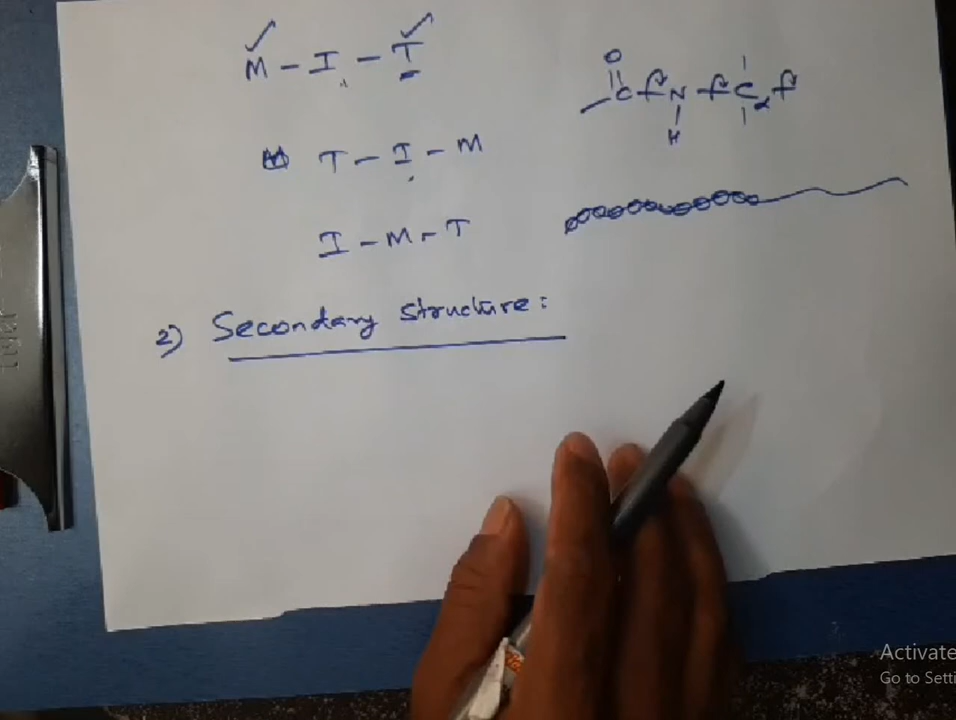 M - I - T
T - I - M
I - M - T
O
C N C α
H
2) Secondary structure:
Activate
Go to Setti